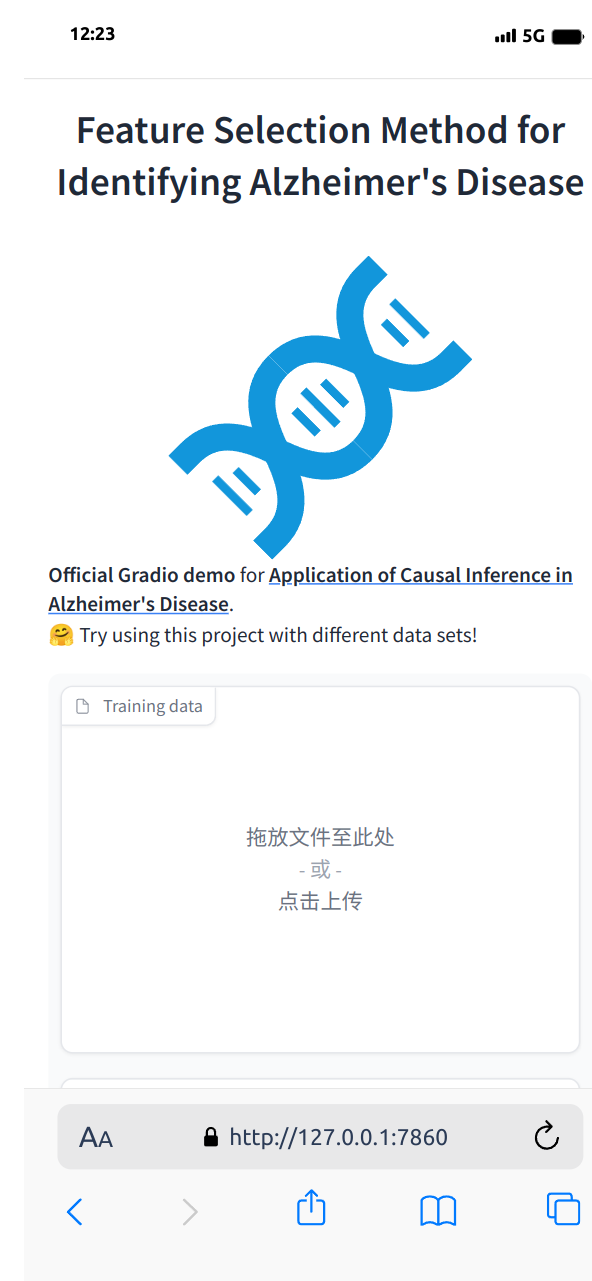 12:23
5G
Feature Selection Method for
Identifying Alzheimer's Disease
Official Gradio demo for Application of Causal Inference in
Alzheimer's Disease.
🤗 Try using this project with different data sets!
Training data
拖放文件至此处
- 或 -
点击上传
AA
http://127.0.0.1:7860